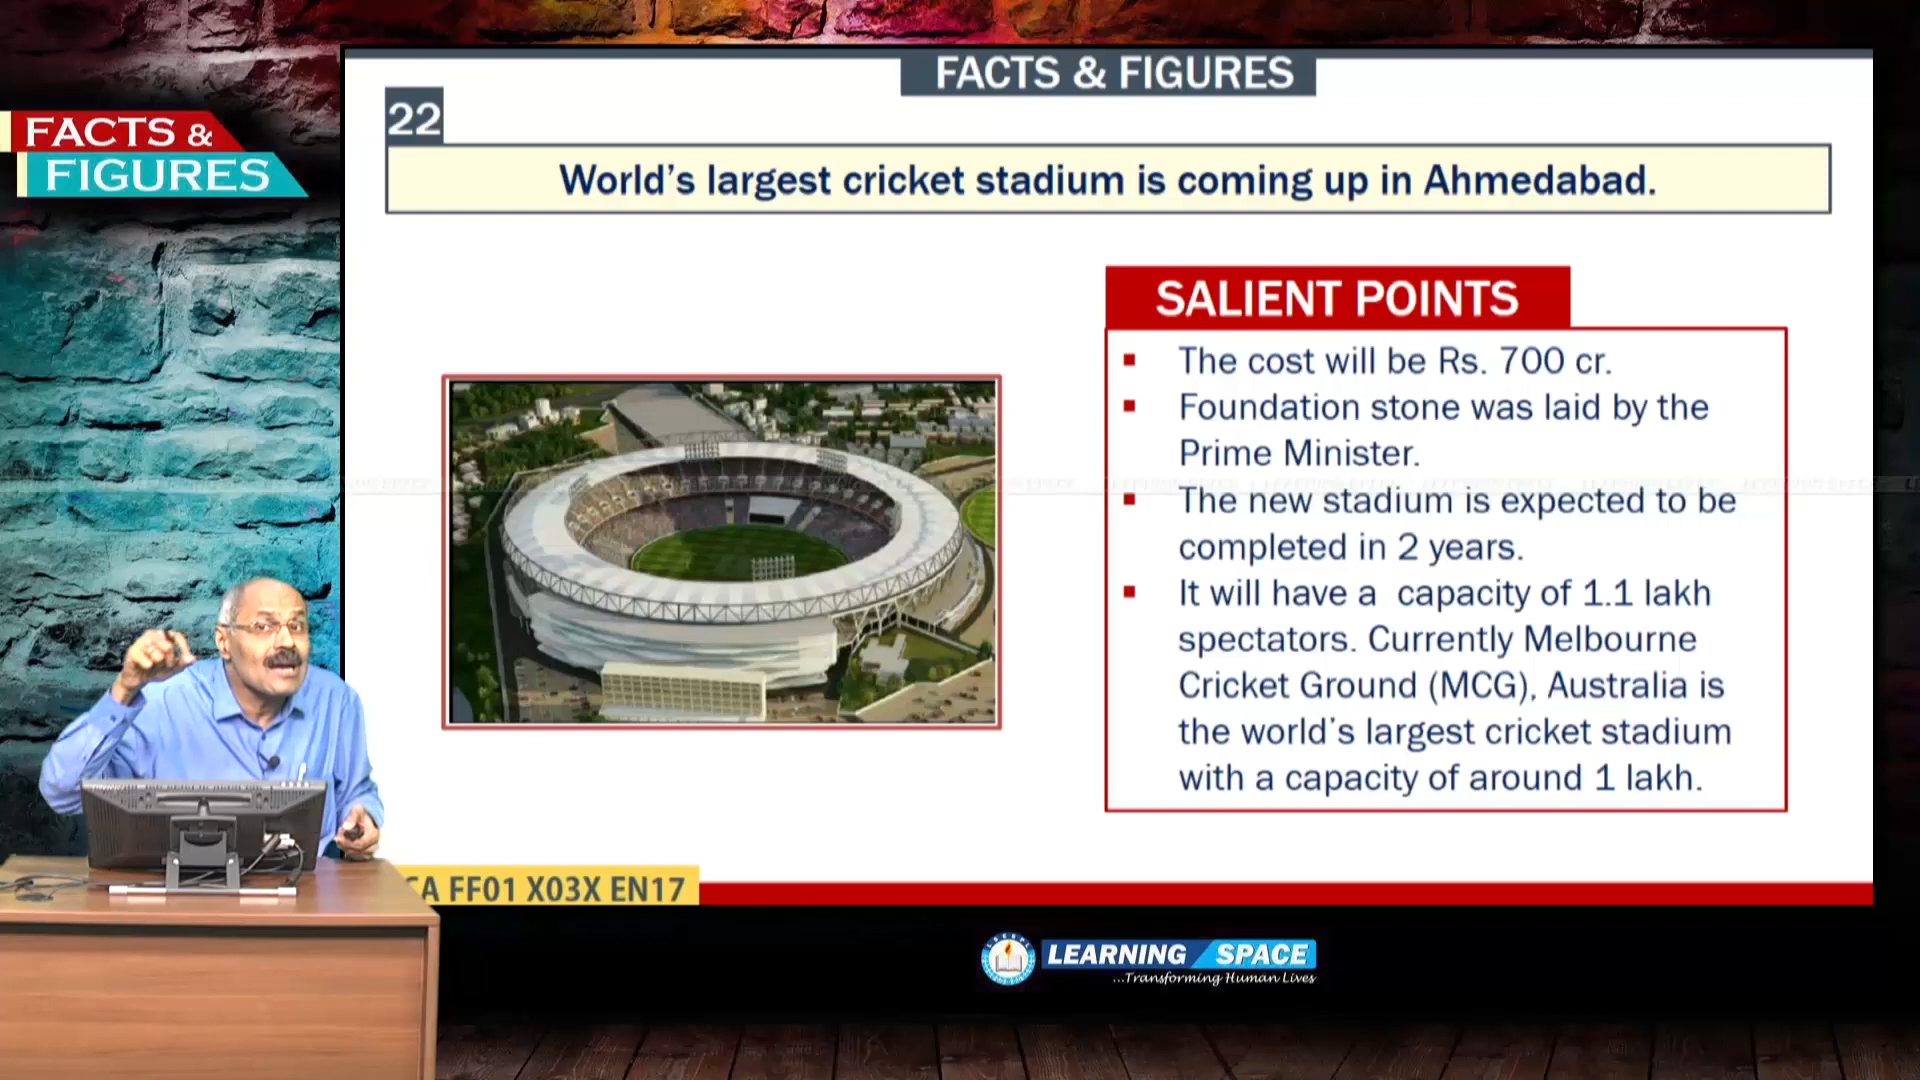 FACTS & FIGURES
22
FACTS &
FIGURES
World's largest cricket stadium is coming up in Ahmedabad.
SALIENT POINTS
▪ The cost will be Rs. 700 cr.
▪ Foundation stone was laid by the
Prime Minister.
▪ The new stadium is expected to be
completed in 2 years.
▪ It will have a capacity of 1.1 lakh
spectators. Currently Melbourne
Cricket Ground (MCG), Australia is
the world's largest cricket stadium
with a capacity of around 1 lakh.
CA FF01 X03X EN17
LEARNING SPACE
...Transforming Human Lives